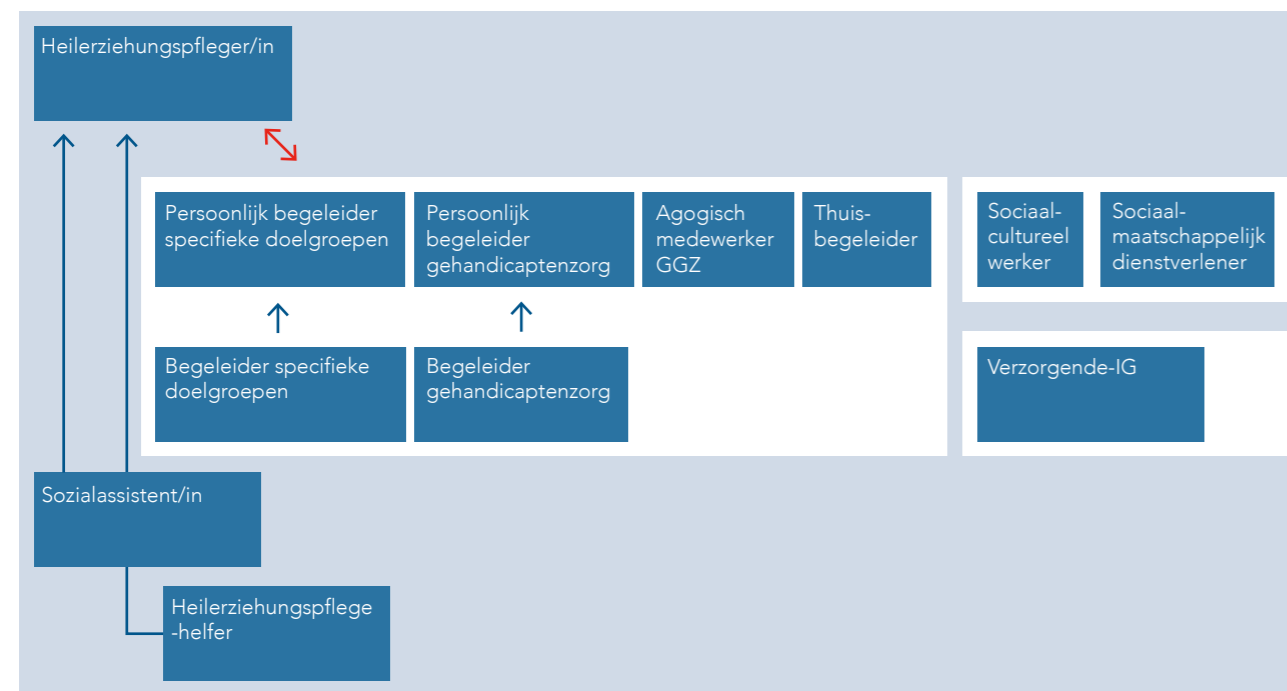 Heilerziehungspfleger/in
Persoonlijk begeleider
specifieke doelgroepen
Persoonlijk
begeleider
gehandicaptenzorg
Agogisch
medewerker
GGZ
Thuis-
begeleider
Sociaal-
cultureel
werker
Sociaal-
maatschappelijk
dienstverlener
Begeleider specifieke
doelgroepen
Begeleider
gehandicaptenzorg
Verzorgende-IG
Sozialassistent/in
Heilerziehungspflege
-helfer